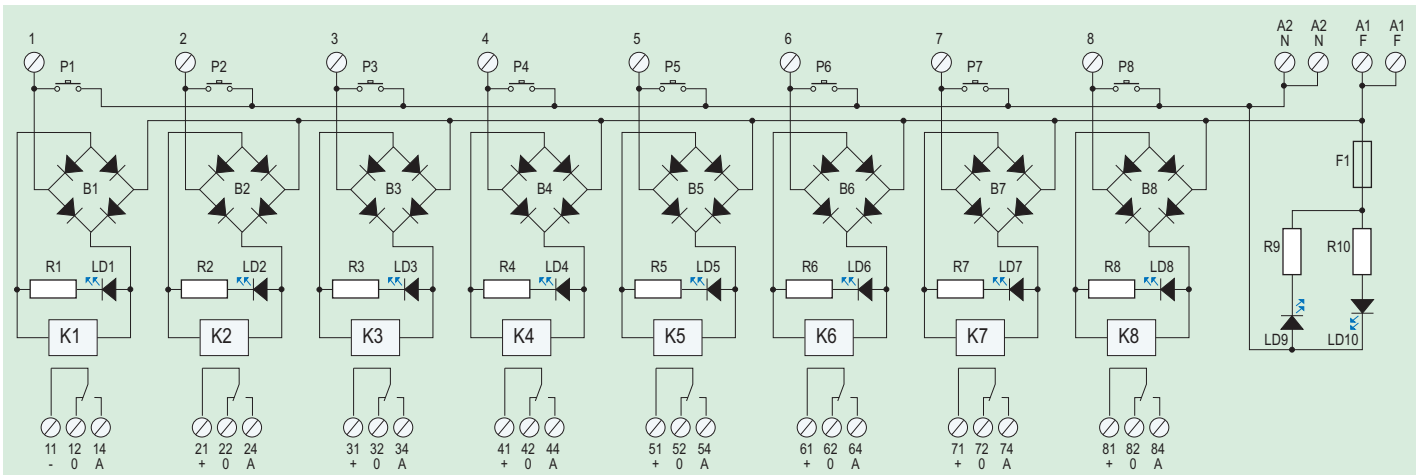 1 2 3 4 5 6 7 8 A2 A2 A1 A1
N N F F
P1 P2 P3 P4 P5 P6 P7 P8
F1
B1 B2 B3 B4 B5 B6 B7 B8
R9 R10
R1 LD1 R2 LD2 R3 LD3 R4 LD4 R5 LD5 R6 LD6 R7 LD7 R8 LD8
K1 K2 K3 K4 K5 K6 K7 K8
LD9 LD10
11 12 14 21 22 24 31 32 34 41 42 44 51 52 54 61 62 64 71 72 74 81 82 84
- 0 A + 0 A + 0 A + 0 A + 0 A + 0 A + 0 A + 0 A